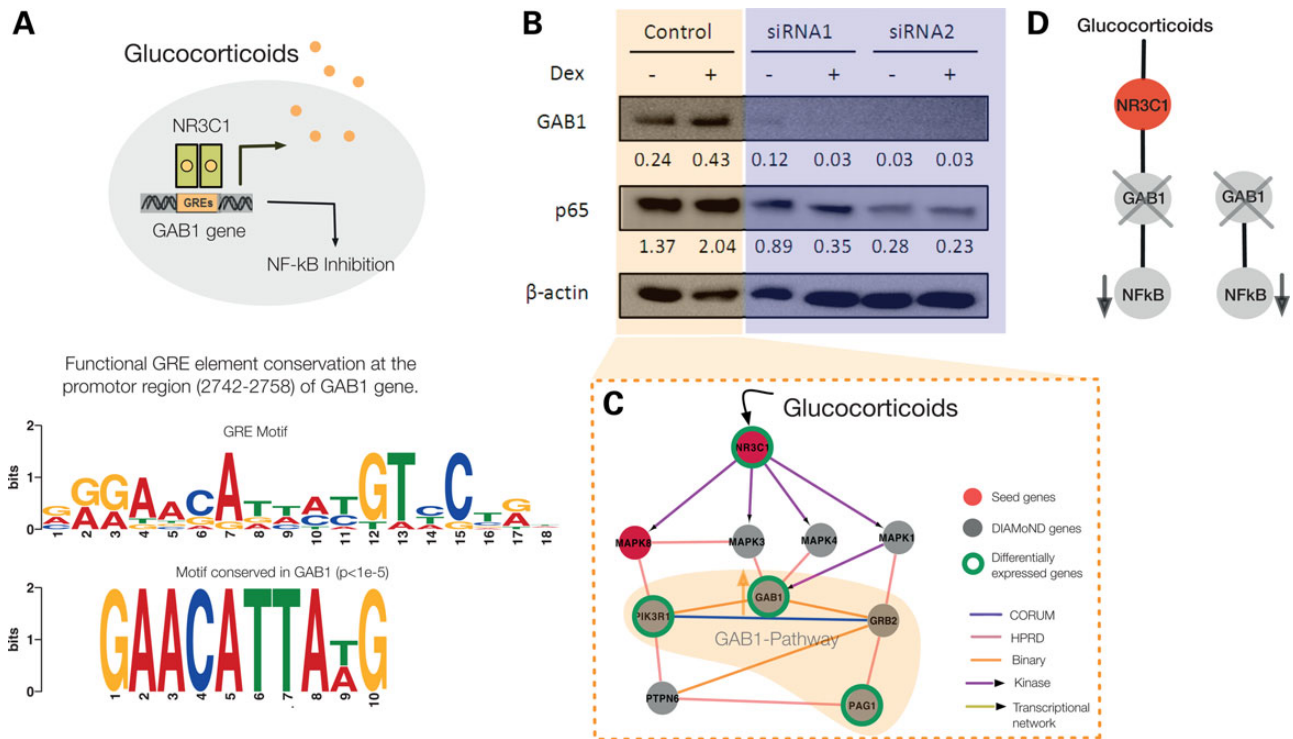 A
Glucocorticoids
NR3C1
GREs
GAB1 gene
NF-kB Inhibition
Functional GRE element conservation at the
promotor region (2742-2758) of GAB1 gene.
GRE Motif
bits
2
1
0
1 2 3 4 5 6 7 8 9 10 11 12 13 14 15 16 17 18
Motif conserved in GAB1 (p<1e-5)
bits
2
1
0
GAACATTA
G
T
A
1 2 3 4 5 6 7 8 9 10
B
Control siRNA1 siRNA2
Dex - + - + - +
GAB1
0.24 0.43 0.12 0.03 0.03 0.03
p65
1.37 2.04 0.89 0.35 0.28 0.23
β-actin
C
Glucocorticoids
NR3C1
MAPK8
MAPK3
MAPK4
MAPK1
GAB1
PIK3R1
GRB2
GAB1-Pathway
PTPN6
PAG1
Seed genes
DIAMoND genes
Differentially
expressed genes
CORUM
HPRD
Binary
Kinase
Transcriptional
network
D
Glucocorticoids
NR3C1
GAB1 GAB1
NFkB NFkB